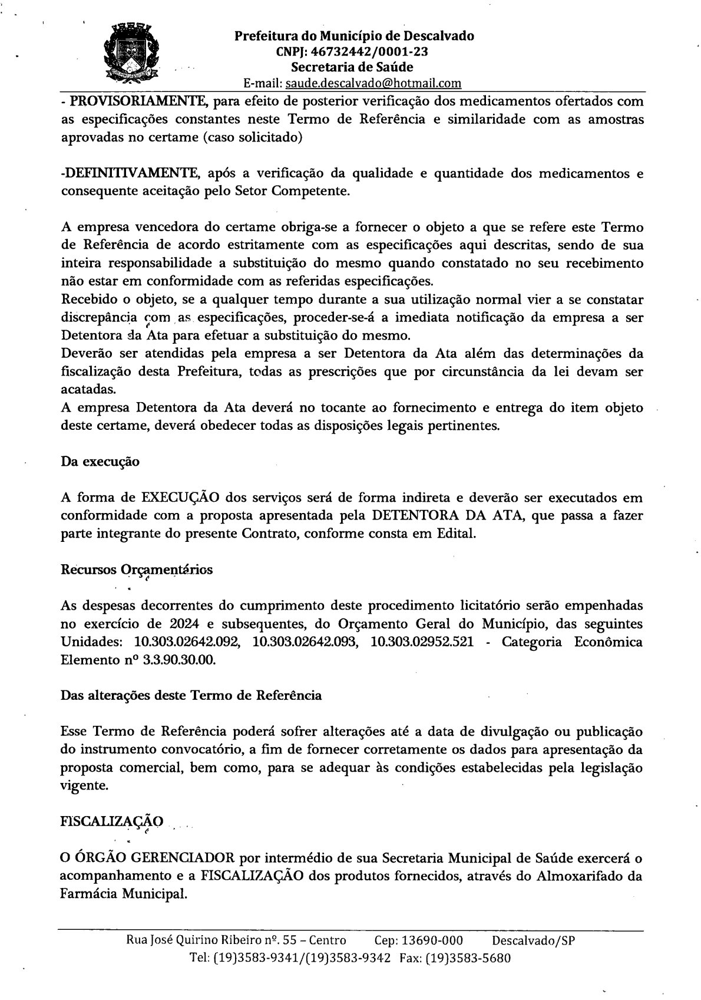 Prefeitura do Município de Descalvado
CNPJ: 46732442/0001-23
Secretaria de Saúde
E-mail: saude.descalvado@hotmail.com
- PROVISORIAMENTE, para efeito de posterior verificação dos medicamentos ofertados com
as especificações constantes neste Termo de Referência e similaridade com as amostras
aprovadas no certame (caso solicitado)
-DEFINITIVAMENTE, após a verificação da qualidade e quantidade dos medicamentos e
consequente aceitação pelo Setor Competente.
A empresa vencedora do certame obriga-se a fornecer o objeto a que se refere este Termo
de Referência de acordo estritamente com as especificações aqui descritas, sendo de sua
inteira responsabilidade a substituição do mesmo quando constatado no seu recebimento
não estar em conformidade com as referidas especificações.
Recebido o objeto, se a qualquer tempo durante a sua utilização normal vier a se constatar
discrepância com as especificações, proceder-se-á a imediata notificação da empresa a ser
Detentora da Ata para efetuar a substituição do mesmo.
Deverão ser atendidas pela empresa a ser Detentora da Ata além das determinações da
fiscalização desta Prefeitura, todas as prescrições que por circunstância da lei devam ser
acatadas.
A empresa Detentora da Ata deverá no tocante ao fornecimento e entrega do item objeto
deste certame, deverá obedecer todas as disposições legais pertinentes.
Da execução
A forma de EXECUÇÃO dos serviços será de forma indireta e deverão ser executados em
conformidade com a proposta apresentada pela DETENTORA DA ATA, que passa a fazer
parte integrante do presente Contrato, conforme consta em Edital.
Recursos Orçamentários
As despesas decorrentes do cumprimento deste procedimento licitatório serão empenhadas
no exercício de 2024 e subsequentes, do Orçamento Geral do Município, das seguintes
Unidades: 10.303.02642.092, 10.303.02642.093, 10.303.02952.521 - Categoria Econômica
Elemento nº 3.3.90.30.00.
Das alterações deste Termo de Referência
Esse Termo de Referência poderá sofrer alterações até a data de divulgação ou publicação
do instrumento convocatório, a fim de fornecer corretamente os dados para apresentação da
proposta comercial, bem como, para se adequar às condições estabelecidas pela legislação
vigente.
FISCALIZAÇÃO
O ÓRGÃO GERENCIADOR por intermédio de sua Secretaria Municipal de Saúde exercerá o
acompanhamento e a FISCALIZAÇÃO dos produtos fornecidos, através do Almoxarifado da
Farmácia Municipal.
Rua José Quirino Ribeiro nº. 55 – Centro Cep: 13690-000 Descalvado/SP
Tel: (19)3583-9341/(19)3583-9342 Fax: (19)3583-5680